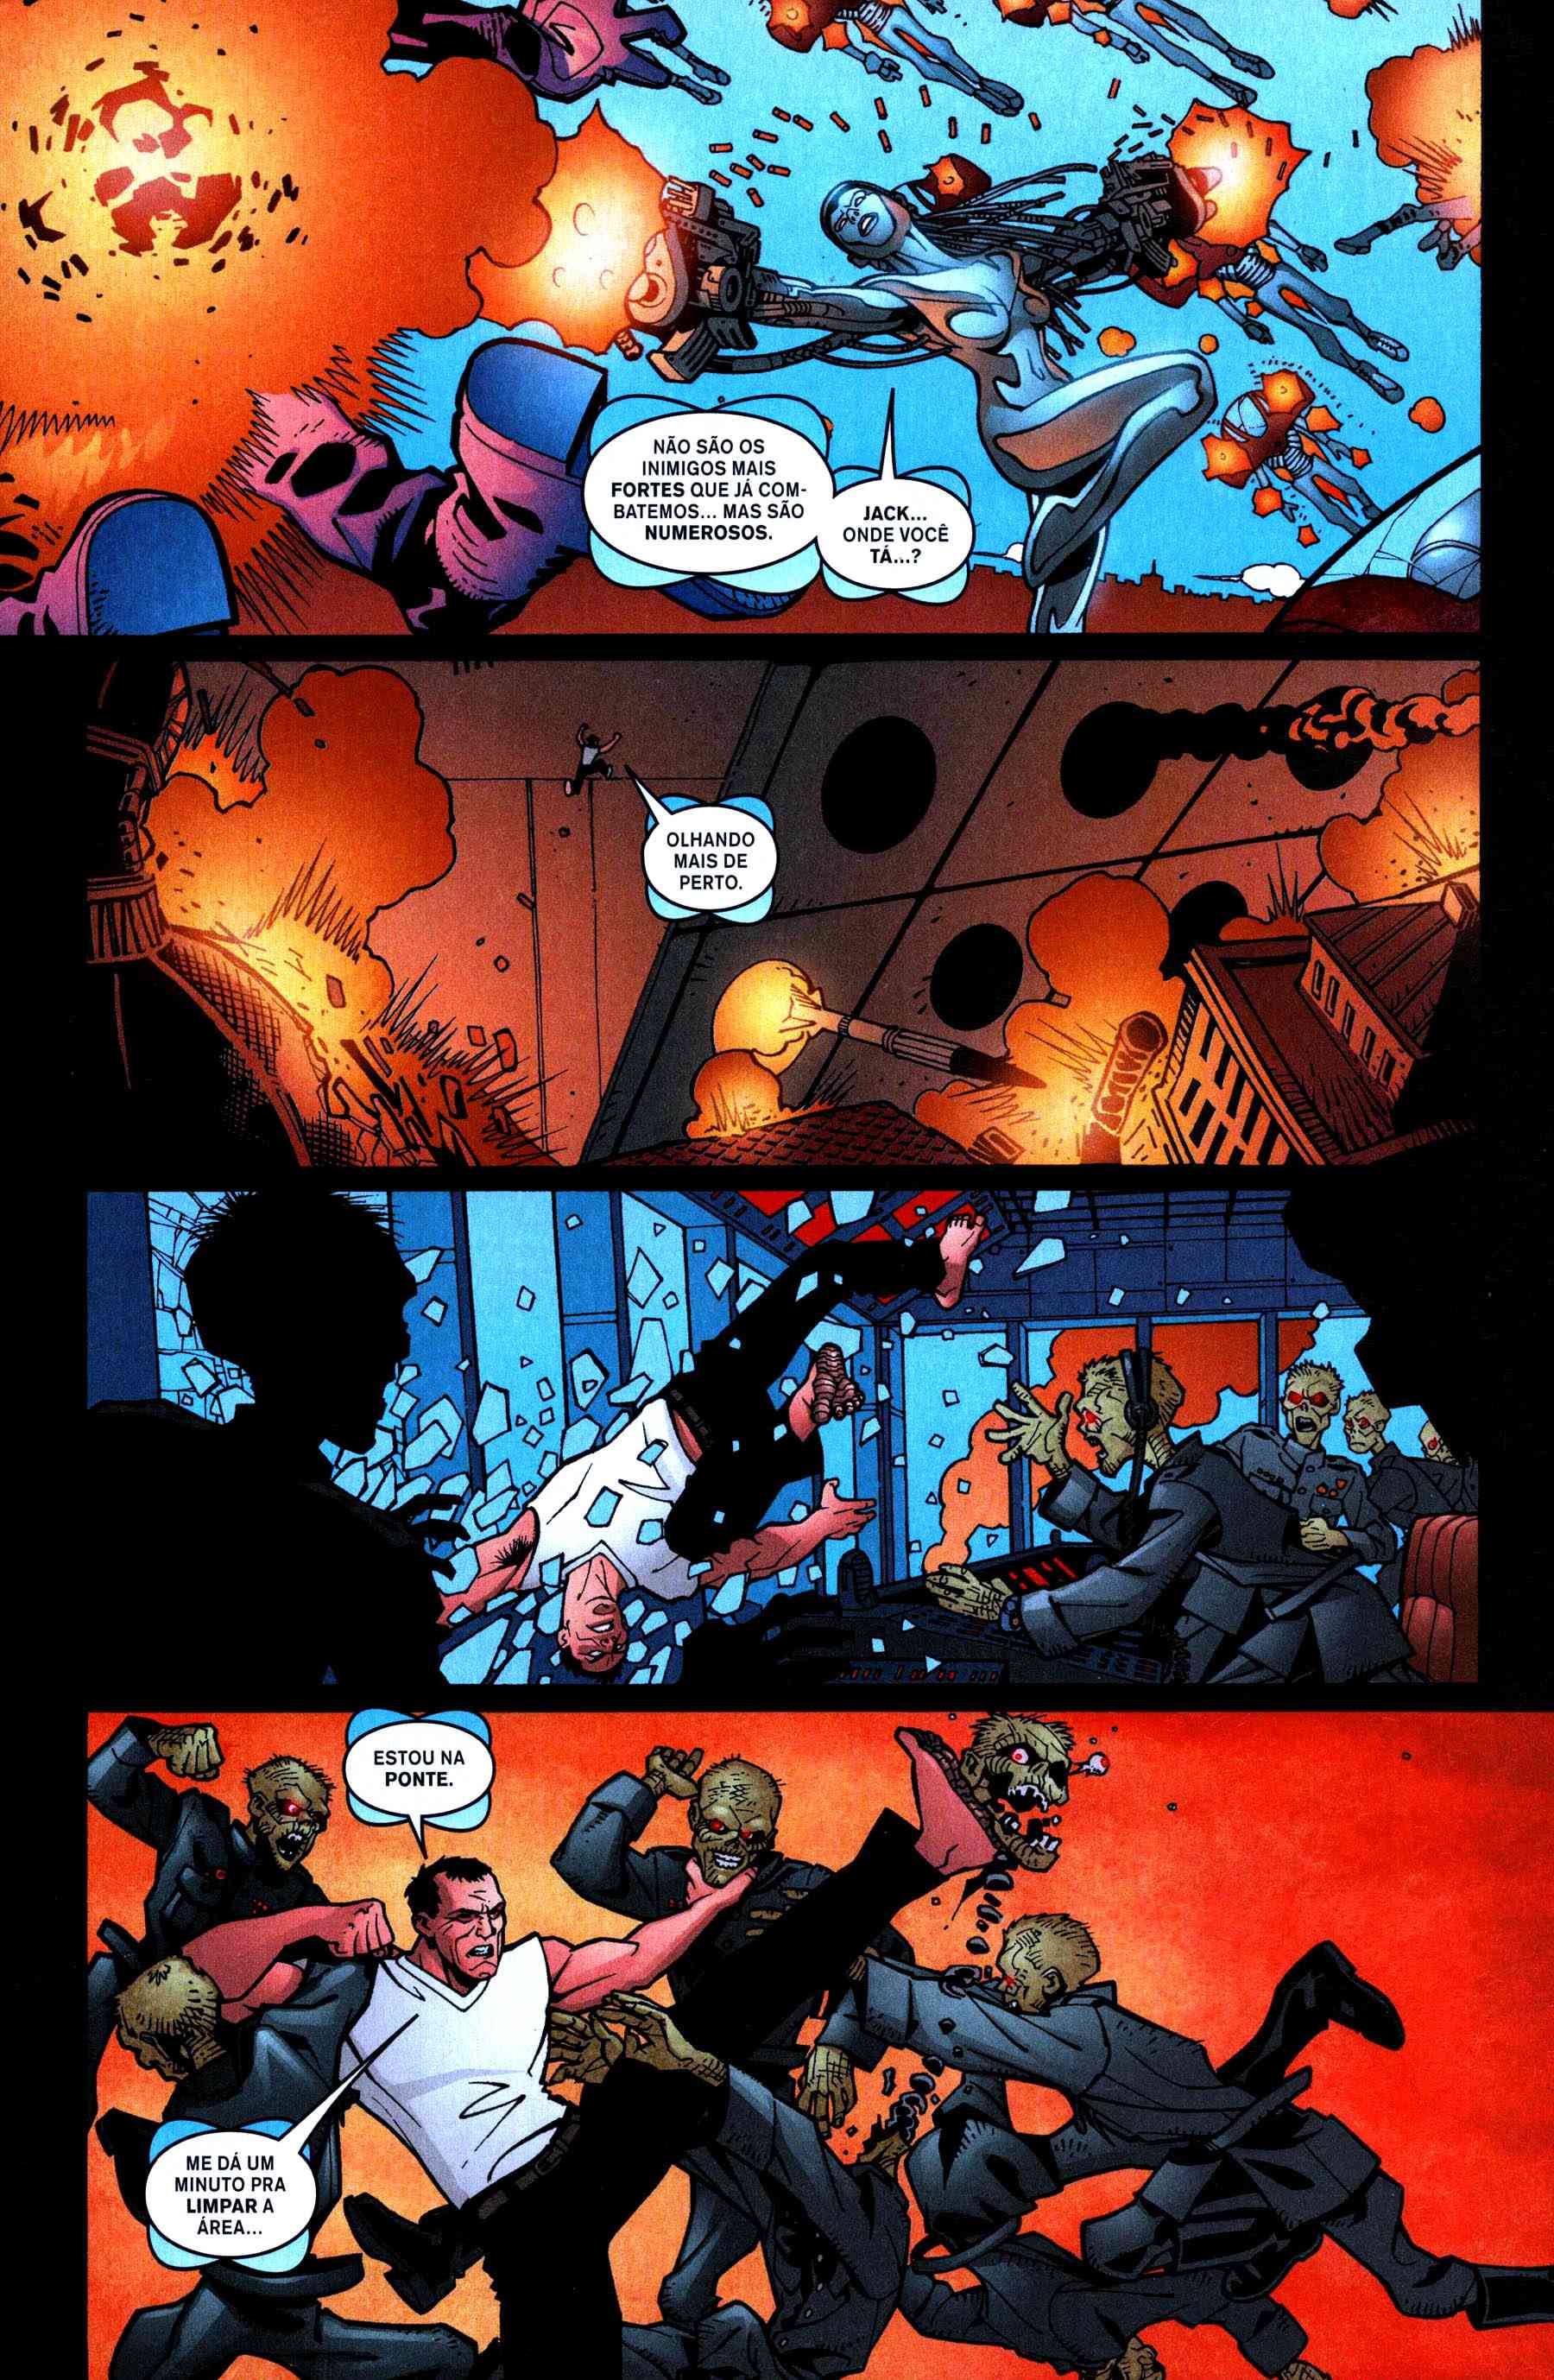 NÃO SÃO OS
INIMIGOS MAIS
FORTES QUE JÁ COM-
BATEMOS... MAS SÃO
NUMEROSOS.
JACK...
ONDE VOCÊ
TÁ...?
OLHANDO
MAIS DE
PERTO.
ESTOU NA
PONTE.
ME DÁ UM
MINUTO PRA
LIMPAR A
ÁREA...